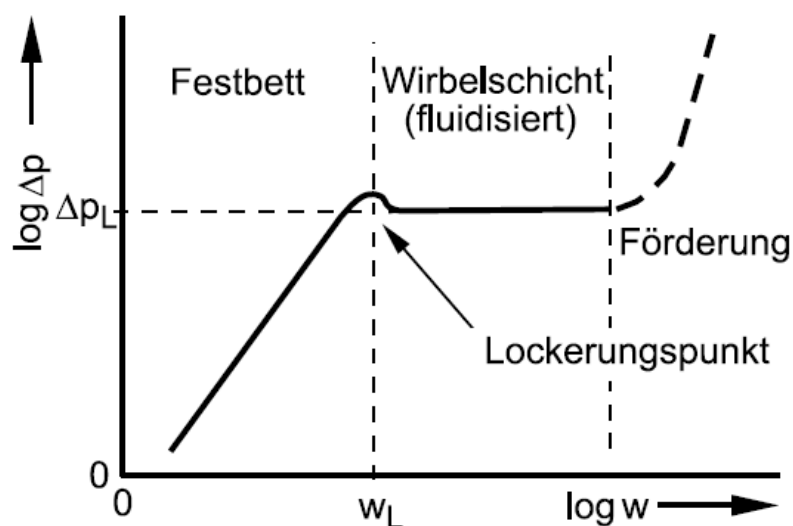 Festbett
Wirbelschicht
(fluidisiert)
log Δp
Δp_L
Förderung
Lockerungspunkt
0
0
w_L
log w